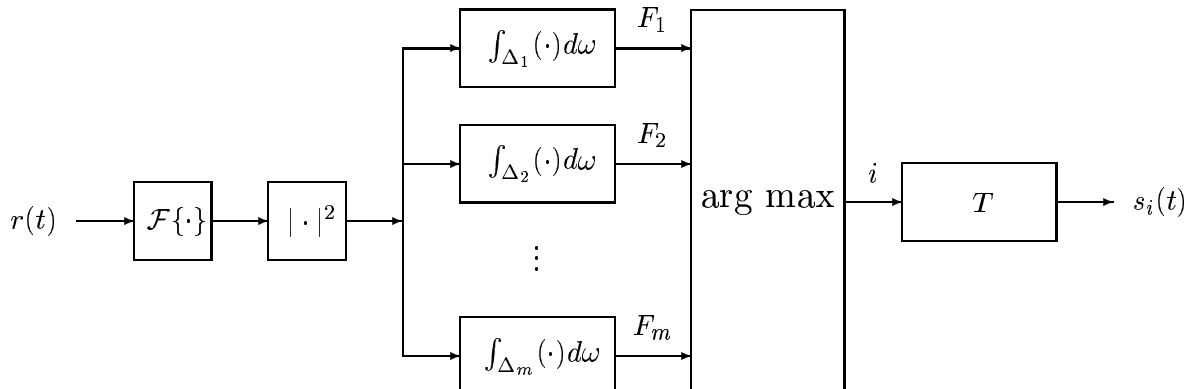 ∫_{Δ_1}(·)dω
F_1
∫_{Δ_2}(·)dω
F_2
r(t)
ℱ{·}
|·|^2
⋮
arg max
i
T
s_i(t)
∫_{Δ_m}(·)dω
F_m